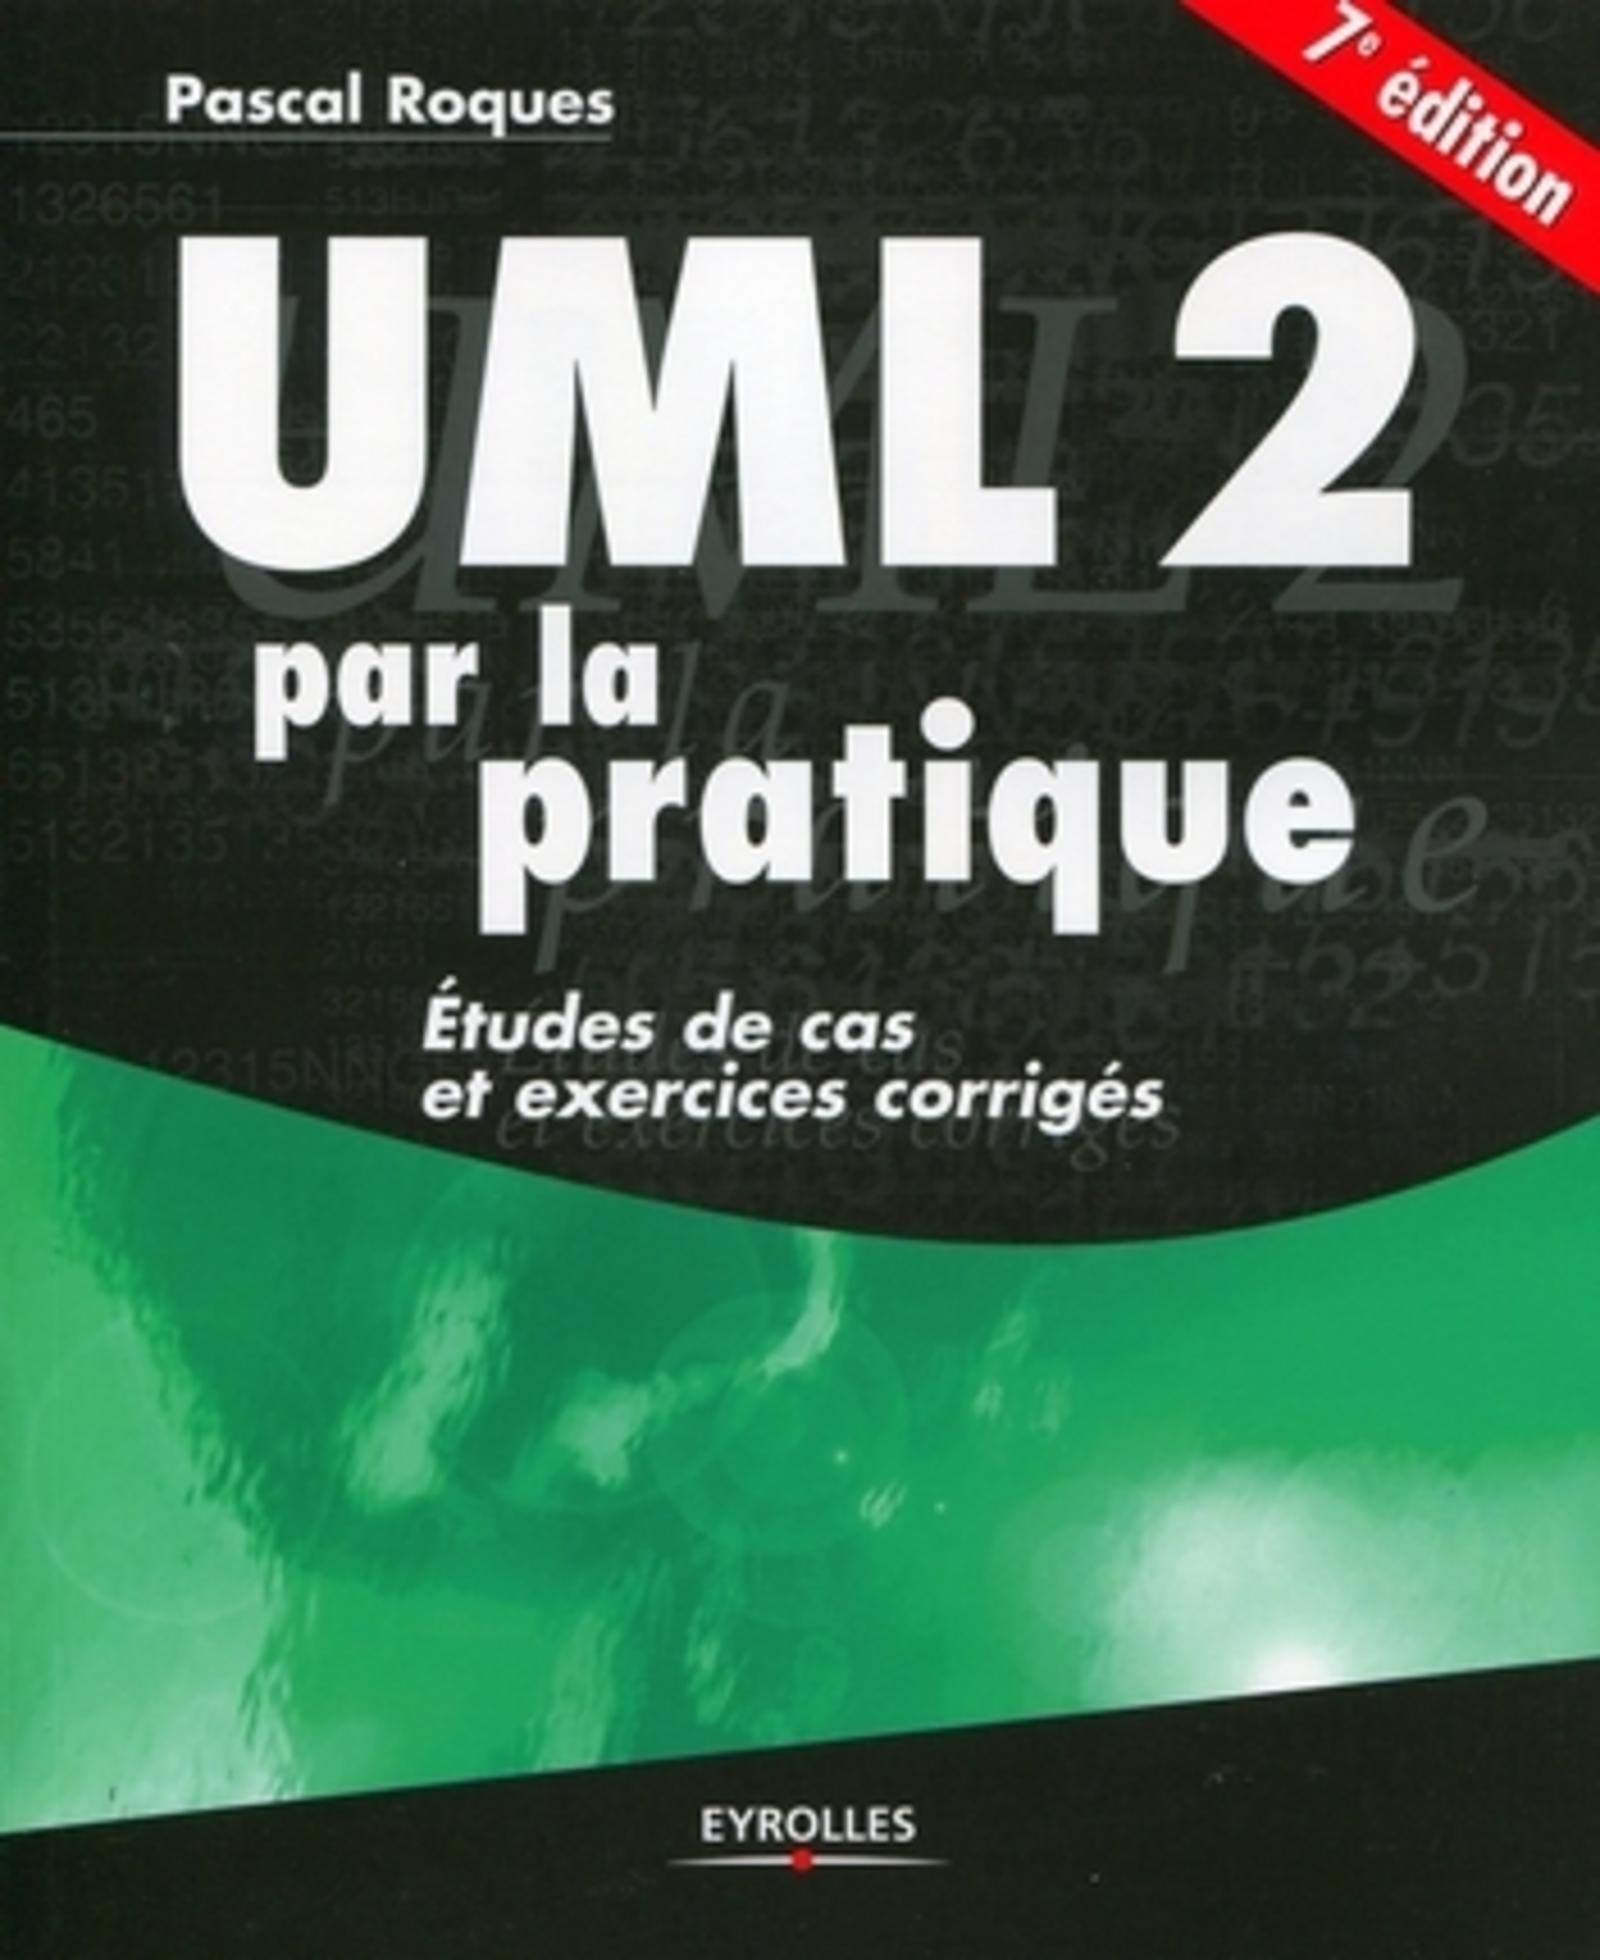 Pascal Roques
7e édition
UML 2
par la
pratique
Études de cas
et exercices corrigés
EYROLLES